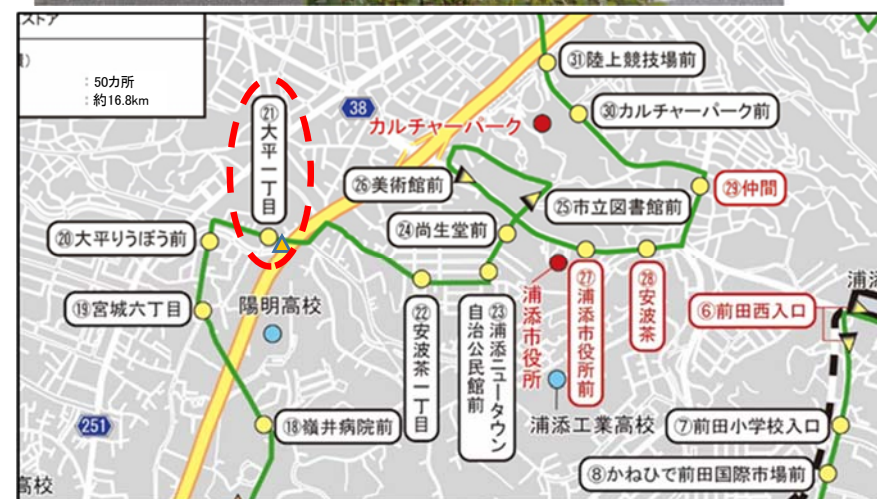 ストア
)
: 50カ所
: 約16.8km
㉛陸上競技場前
38
㉑大平一丁目
カルチャーパーク
㉚カルチャーパーク前
㉖美術館前
㉙仲間
㉕市立図書館前
㉔尚生堂前
⑳大平りうぼう前
浦添
⑲宮城六丁目
陽明高校
㉒安波茶一丁目
㉓浦添ニュータウン
自治公民館前
浦添市役所
㉗浦添市役所前
㉘安波茶
⑥前田西入口
251
⑱嶺井病院前
浦添工業高校
⑦前田小学校入口
⑧かねひで前田国際市場前
高校